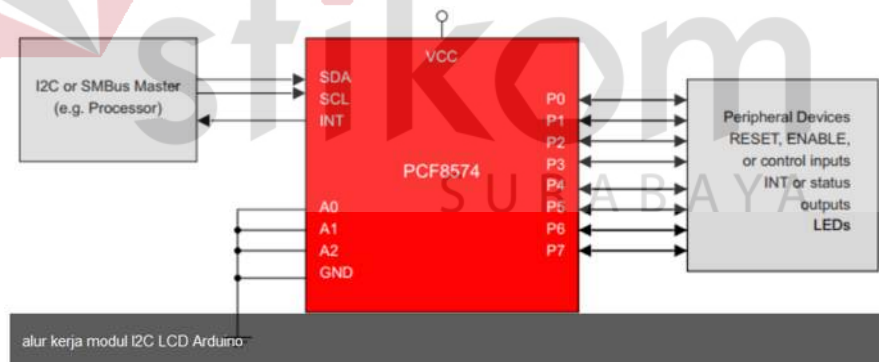 stikom
SURABAYA
I2C or SMBus Master
(e.g. Processor)
VCC
SDA
SCL
INT
PCF8574
A0
A1
A2
GND
P0
P1
P2
P3
P4
P5
P6
P7
Peripheral Devices
RESET, ENABLE,
or control inputs
INT or status
outputs
LEDs
alur kerja modul I2C LCD Arduino